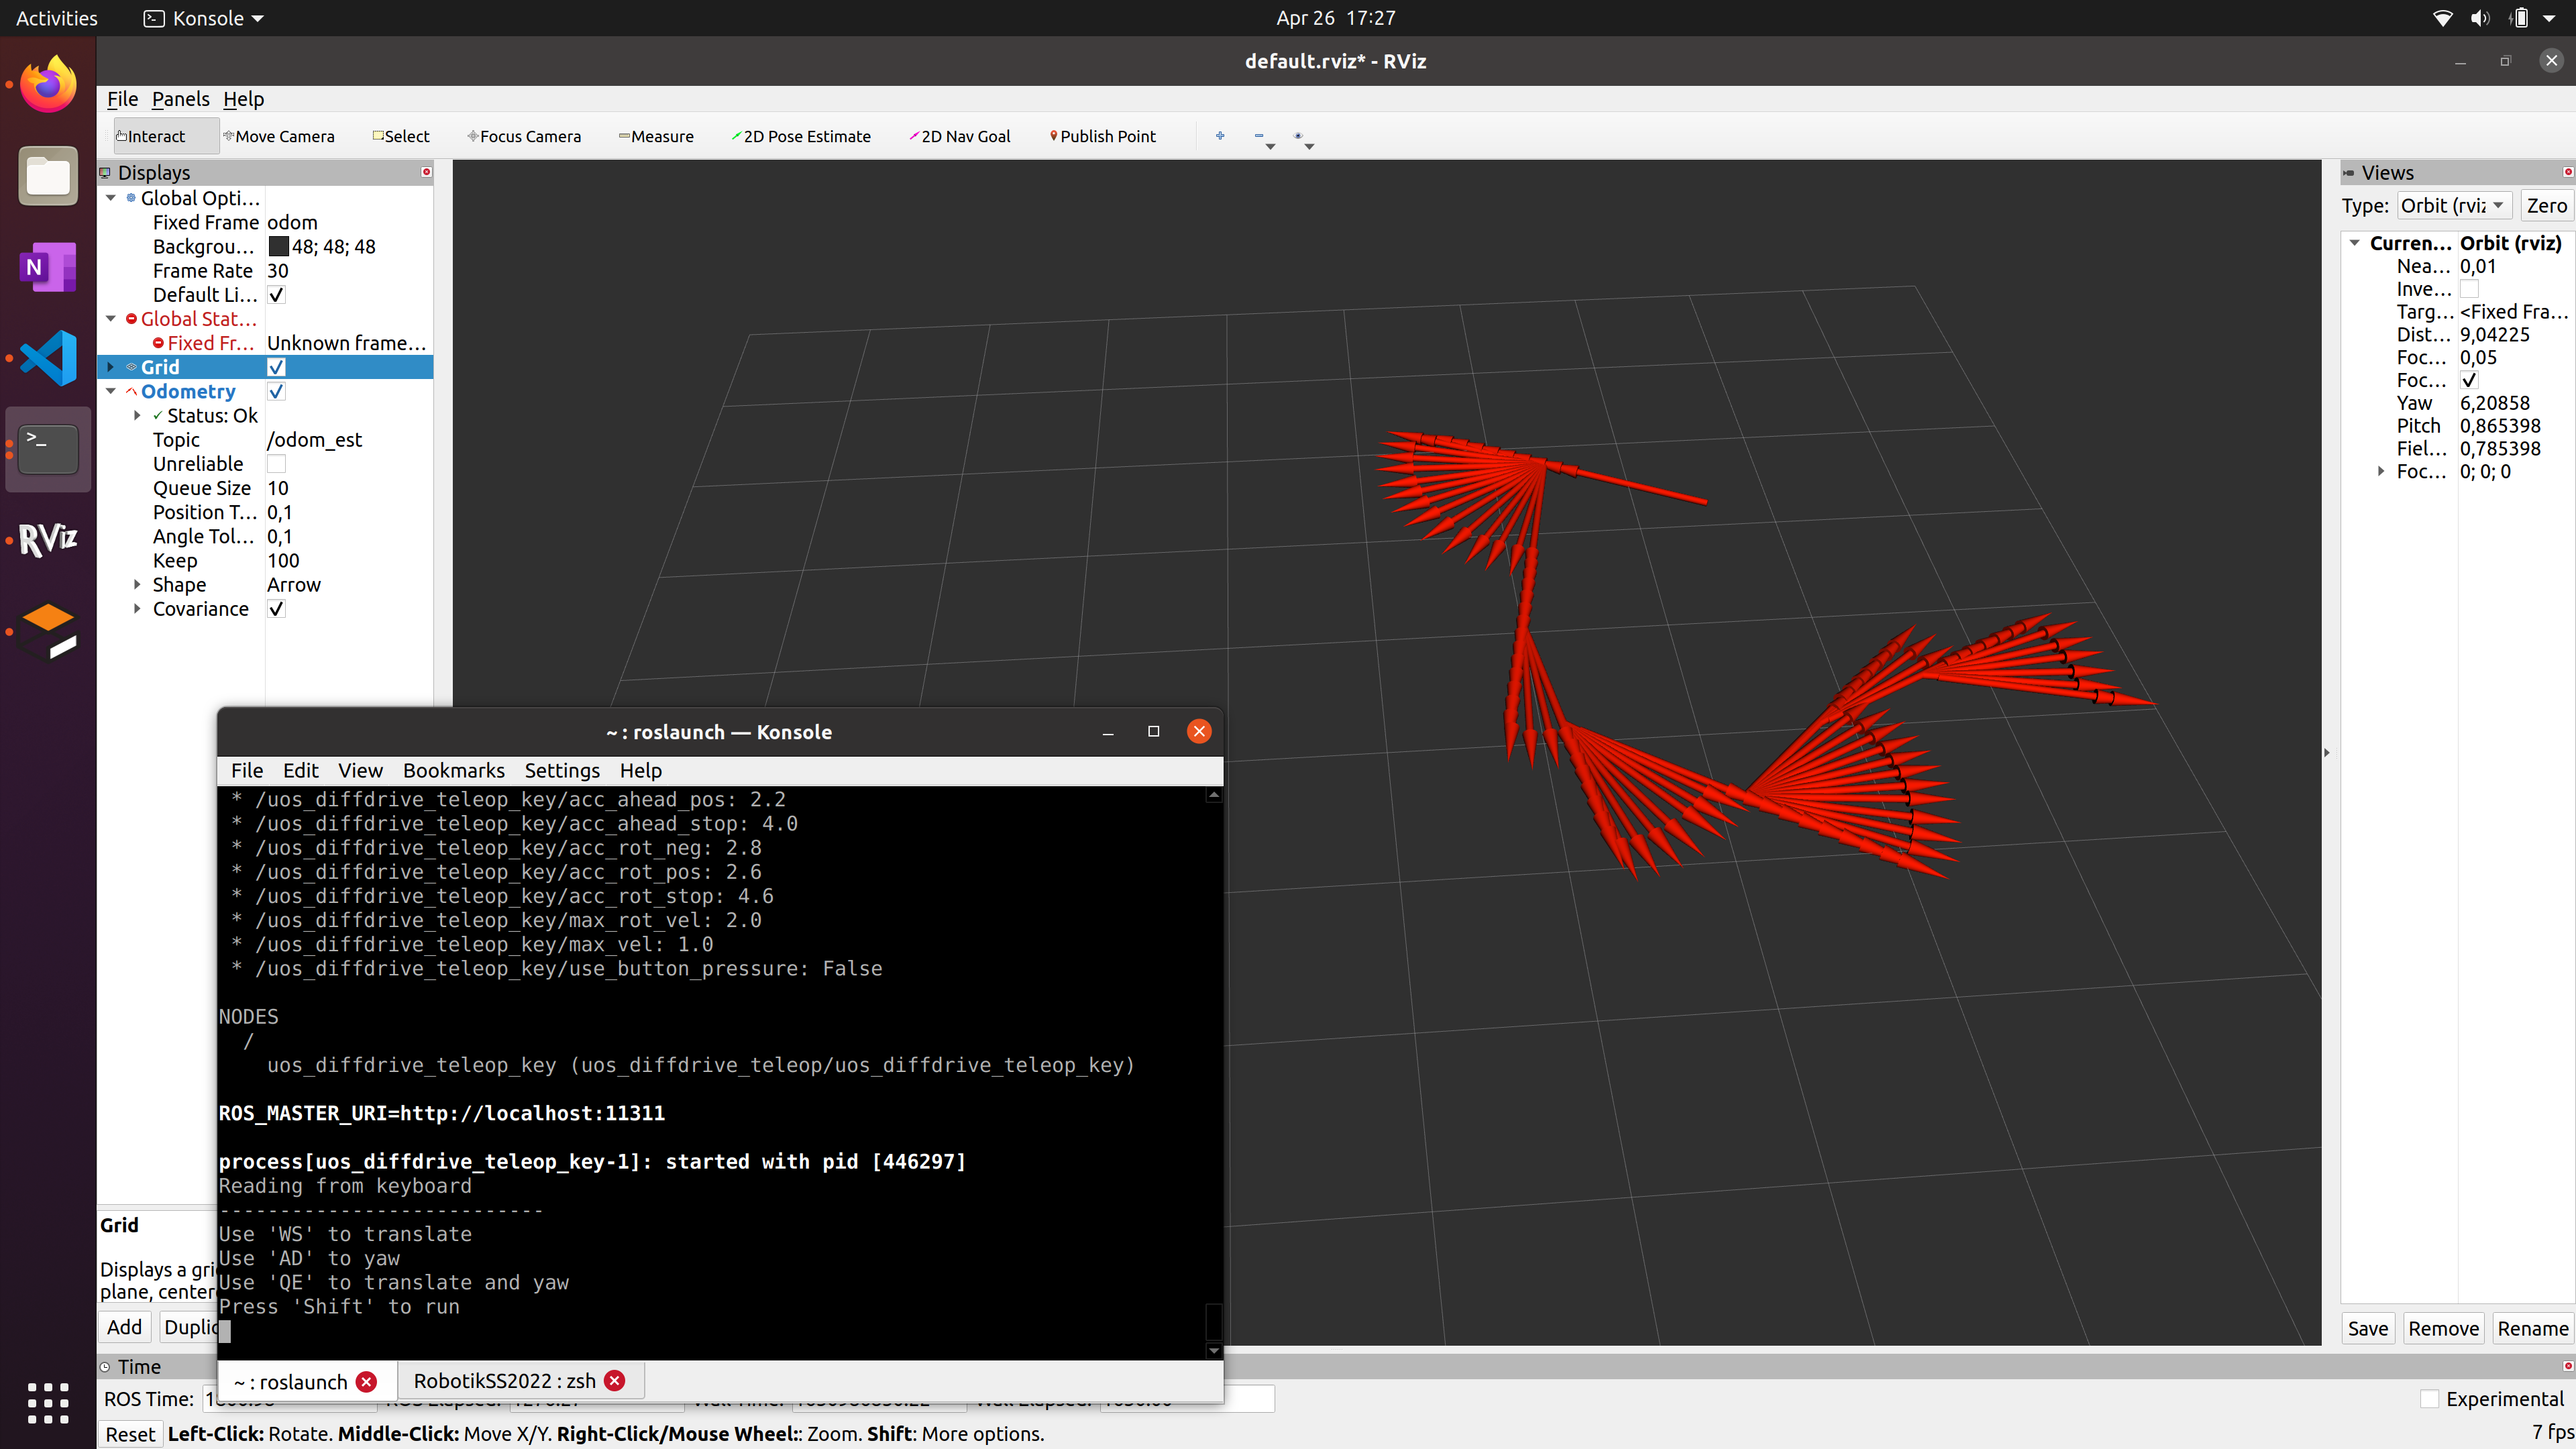 Activities Konsole Apr 26 17:27
default.rviz* - RViz
File Panels Help
Interact Move Camera Select Focus Camera Measure 2D Pose Estimate 2D Nav Goal Publish Point
Displays
Global Opti...
Fixed Frame odom
Backgrou... 48; 48; 48
Frame Rate 30
Default Li...
Global Stat...
Fixed Fr... Unknown frame...
Grid
Odometry
Status: Ok
Topic /odom_est
Unreliable
Queue Size 10
Position T... 0,1
Angle Tol... 0,1
Keep 100
Shape Arrow
Covariance
N
>_
RViz
Views
Type: Orbit (rviz Zero
Curren... Orbit (rviz)
Nea... 0,01
Inve...
Targ... <Fixed Fra...
Dist... 9,04225
Foc... 0,05
Foc...
Yaw 6,20858
Pitch 0,865398
Fiel... 0,785398
Foc... 0; 0; 0
~ : roslaunch — Konsole
File Edit View Bookmarks Settings Help
* /uos_diffdrive_teleop_key/acc_ahead_pos: 2.2
* /uos_diffdrive_teleop_key/acc_ahead_stop: 4.0
* /uos_diffdrive_teleop_key/acc_rot_neg: 2.8
* /uos_diffdrive_teleop_key/acc_rot_pos: 2.6
* /uos_diffdrive_teleop_key/acc_rot_stop: 4.6
* /uos_diffdrive_teleop_key/max_rot_vel: 2.0
* /uos_diffdrive_teleop_key/max_vel: 1.0
* /uos_diffdrive_teleop_key/use_button_pressure: False
NODES
/
uos_diffdrive_teleop_key (uos_diffdrive_teleop/uos_diffdrive_teleop_key)
ROS_MASTER_URI=http://localhost:11311
process[uos_diffdrive_teleop_key-1]: started with pid [446297]
Reading from keyboard
---------------------------
Use 'WS' to translate
Use 'AD' to yaw
Use 'QE' to translate and yaw
Press 'Shift' to run
~ : roslaunch RobotikSS2022 : zsh
Grid
Displays a gri
plane, center
Add Duplic
Save Remove Rename
Time
ROS Time:
Experimental
Reset Left-Click: Rotate. Middle-Click: Move X/Y. Right-Click/Mouse Wheel:: Zoom. Shift: More options.
7 fps